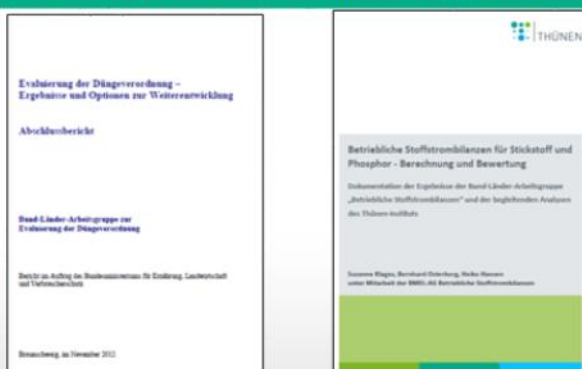 Evaluierung der Düngeverordnung –
Ergebnisse und Optionen zur Weiterentwicklung
Abschlussbericht
Bund-Länder-Arbeitsgruppe zur
Evaluierung der Düngeverordnung
Bericht im Auftrag des Bundesministeriums für Ernährung, Landwirtschaft
und Verbraucherschutz
Braunschweig, im November 2012
THÜNEN
Betriebliche Stoffstrombilanzen für Stickstoff und
Phosphor - Berechnung und Bewertung
Dokumentation der Ergebnisse der Bund-Länder-Arbeitsgruppe
„Betriebliche Stoffstrombilanzen“ und der begleitenden Analysen
des Thünen-Instituts
Susanne Klages, Bernhard Osterburg, Heiko Hansen
unter Mitarbeit der BMEL-AG Betriebliche Stoffstrombilanzen